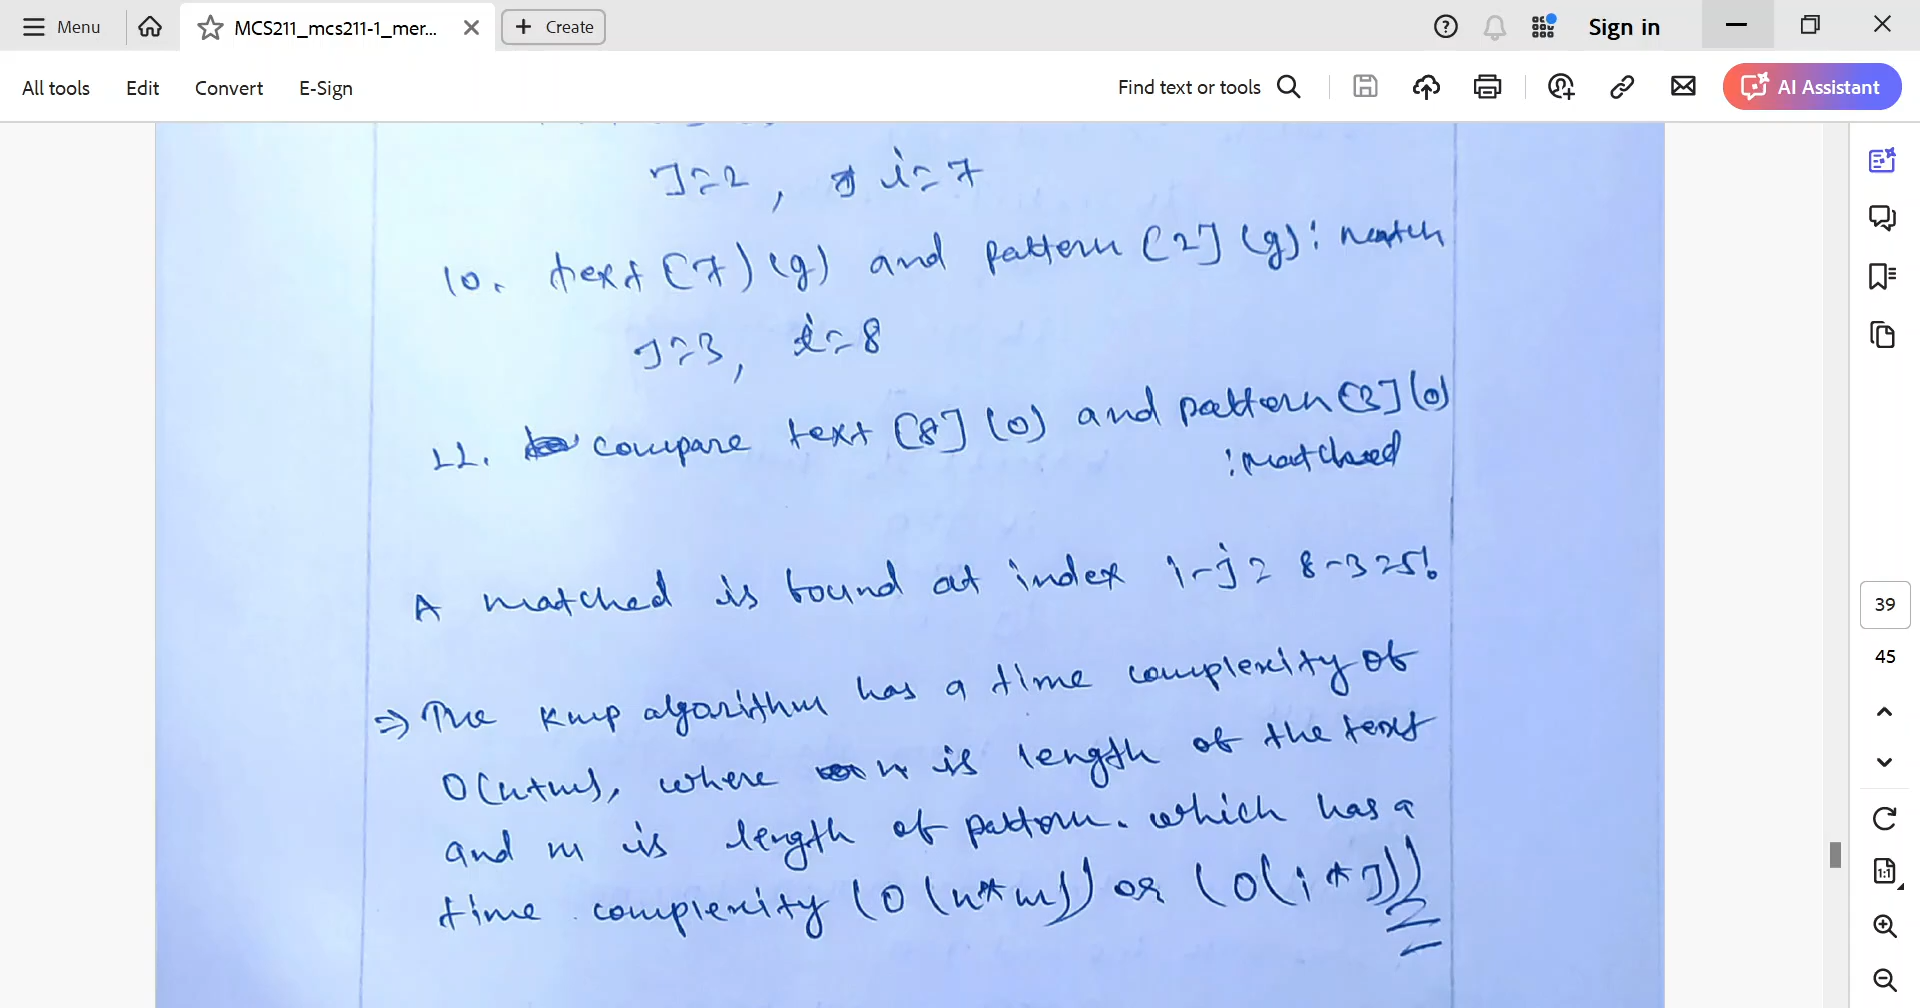 Menu
MCS211_mcs211-1_mer...
Create
Sign in
All tools Edit Convert E-Sign
Find text or tools
AI Assistant
J=2, i=7
10. text [7) (g) and pattern [2] (g): match
J=3, i=8
11. compare text [8] (0) and pattern [3] (0)
: matched
A matched is found at index i-j = 8-3=5!
⇒ The Kmp algorithm has a time complexity of
O(n+m), where n is length of the text
and m is length of pattern. which has a
time complexity (O(n*m)) or (O(i*J))
39
45
1:1